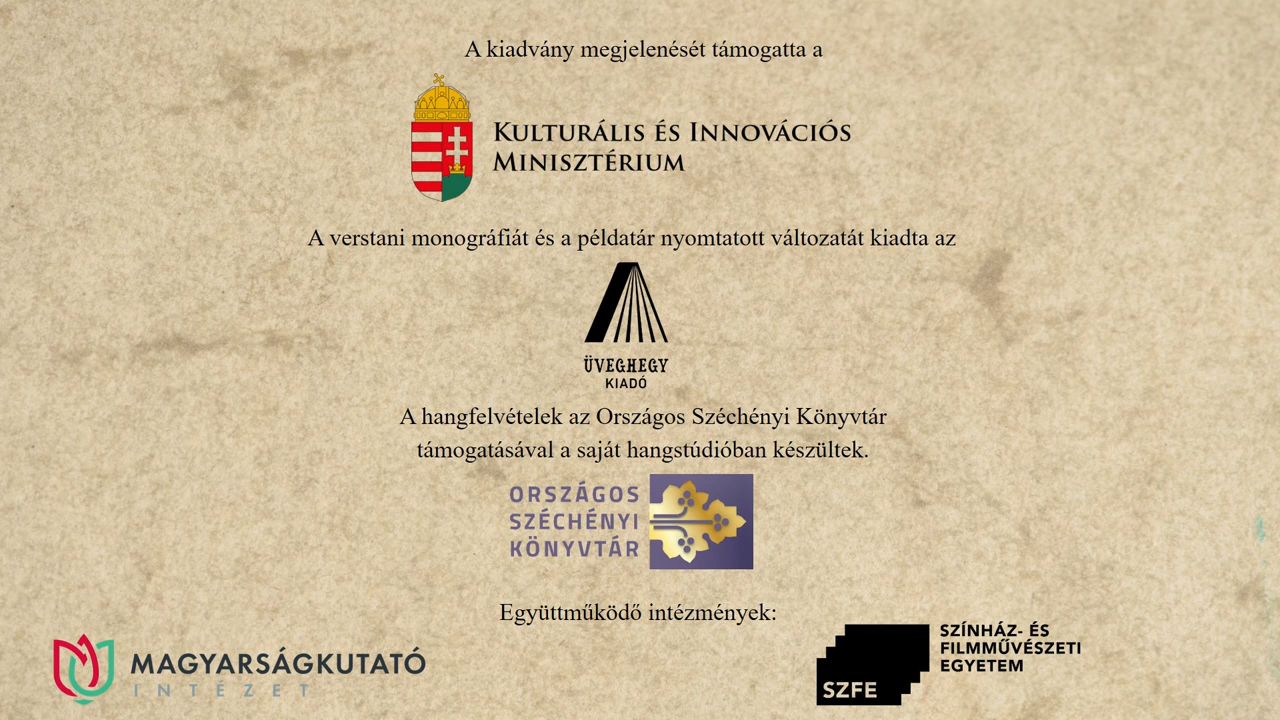 A kiadvány megjelenését támogatta a
Kulturális és Innovációs
Minisztérium
A verstani monográfiát és a példatár nyomtatott változatát kiadta az
ÜVEGHEGY
KIADÓ
A hangfelvételek az Országos Széchényi Könyvtár
támogatásával a saját hangstúdióban készültek.
ORSZÁGOS
SZÉCHÉNYI
KÖNYVTÁR
Együttműködő intézmények:
MAGYARSÁGKUTATÓ
INTÉZET
SZFE
SZÍNHÁZ- ÉS
FILMMŰVÉSZETI
EGYETEM